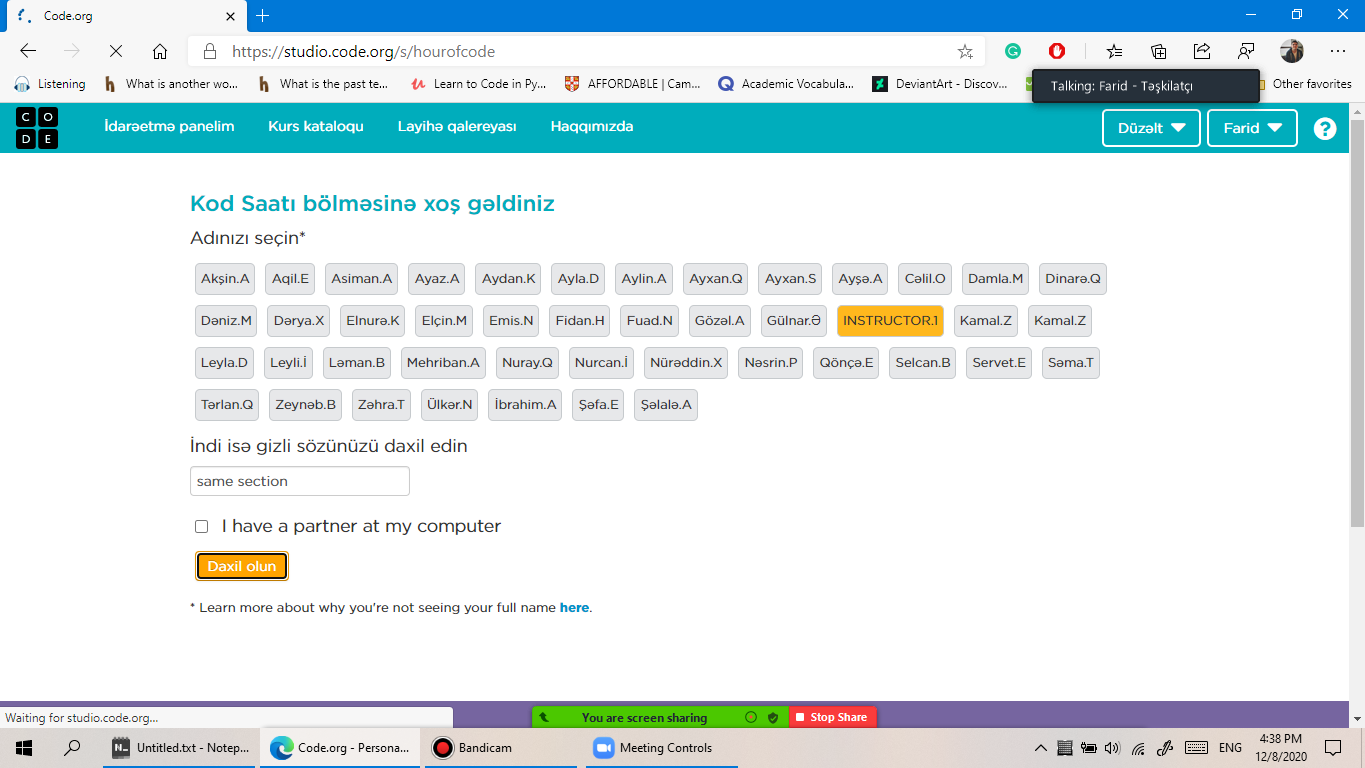 Code.org
https://studio.code.org/s/hourofcode
Listening What is another wo... What is the past te... Learn to Code in Py... AFFORDABLE | Cam... Academic Vocabula... DeviantArt - Discov... Other favorites
Talking: Farid - Təşkilatçı
C O
D E
İdarəetmə panelim Kurs kataloqu Layihə qalereyası Haqqımızda Düzəlt Farid ?
Kod Saatı bölməsinə xoş gəldiniz
Adınızı seçin*
Akşin.A Aqil.E Asiman.A Ayaz.A Aydan.K Ayla.D Aylin.A Ayxan.Q Ayxan.S Ayşə.A Cəlil.O Damla.M Dinarə.Q
Dəniz.M Dərya.X Elnurə.K Elçin.M Emis.N Fidan.H Fuad.N Gözəl.A Gülnar.Ə INSTRUCTOR.1 Kamal.Z Kamal.Z
Leyla.D Leyli.İ Ləman.B Mehriban.A Nuray.Q Nurcan.İ Nürəddin.X Nəsrin.P Qönçə.E Selcan.B Servet.E Səma.T
Tərlan.Q Zeynəb.B Zəhra.T Ülkər.N İbrahim.A Şəfa.E Şəlalə.A
İndi isə gizli sözünüzü daxil edin
same section
I have a partner at my computer
Daxil olun
* Learn more about why you're not seeing your full name here.
Waiting for studio.code.org...
You are screen sharing Stop Share
Untitled.txt - Notep... Code.org - Persona... Bandicam Meeting Controls ENG 4:38 PM
12/8/2020